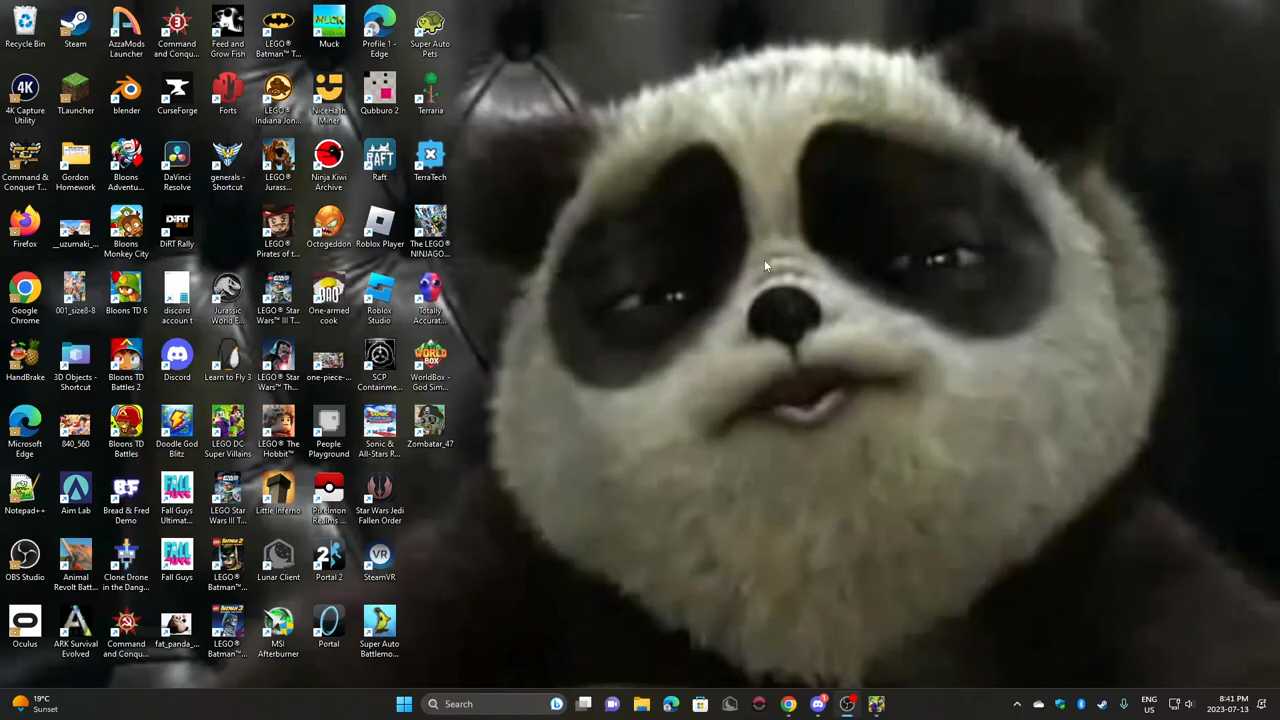 Recycle Bin
Steam
AzzaMods
Launcher
Command
and Conqu...
Feed and
Grow Fish
LEGO®
Batman™ T...
Muck
Profile 1 -
Edge
Super Auto
Pets
4K Capture
Utility
TLauncher
blender
CurseForge
Forts
LEGO®
Indiana Jon...
NiceHash
Miner
Qubburo 2
Terraria
Command &
Conquer T...
Gordon
Homework
Bloons
Adventu...
DaVinci
Resolve
generals -
Shortcut
LEGO®
Jurass...
Ninja Kiwi
Archive
Raft
TerraTech
Firefox
__uzumaki_...
Bloons
Monkey City
DiRT Rally
LEGO®
Pirates of t...
Octogeddon
Roblox Player
The LEGO®
NINJAGO...
Google
Chrome
001_size8-8
Bloons TD 6
discord
accoun t
Jurassic
World E...
LEGO® Star
Wars™ III T...
One-armed
cook
Roblox
Studio
Totally
Accurat...
HandBrake
3D Objects -
Shortcut
Bloons TD
Battles 2
Discord
Learn to Fly 3
LEGO® Star
Wars™ Th...
one-piece-...
SCP
Containme...
WorldBox -
God Sim...
Microsoft
Edge
840_560
Bloons TD
Battles
Doodle God
Blitz
LEGO DC
Super Villains
LEGO® The
Hobbit™
People
Playground
Sonic &
All-Stars R...
Zombatar_47
Notepad++
Aim Lab
Bread & Fred
Demo
Fall Guys
Ultimat...
LEGO Star
Wars III T...
Little Inferno
Pixelmon
Realms ...
Star Wars Jedi
Fallen Order
OBS Studio
Animal
Revolt Batt...
Clone Drone
in the Dang...
Fall Guys
LEGO®
Batman™...
Lunar Client
Portal 2
SteamVR
Oculus
ARK Survival
Evolved
Command
and Conqu...
fat_panda_...
LEGO®
Batman™...
MSI
Afterburner
Portal
Super Auto
Battlemo...
19°C
Sunset
Search
ENG
US
8:41 PM
2023-07-13